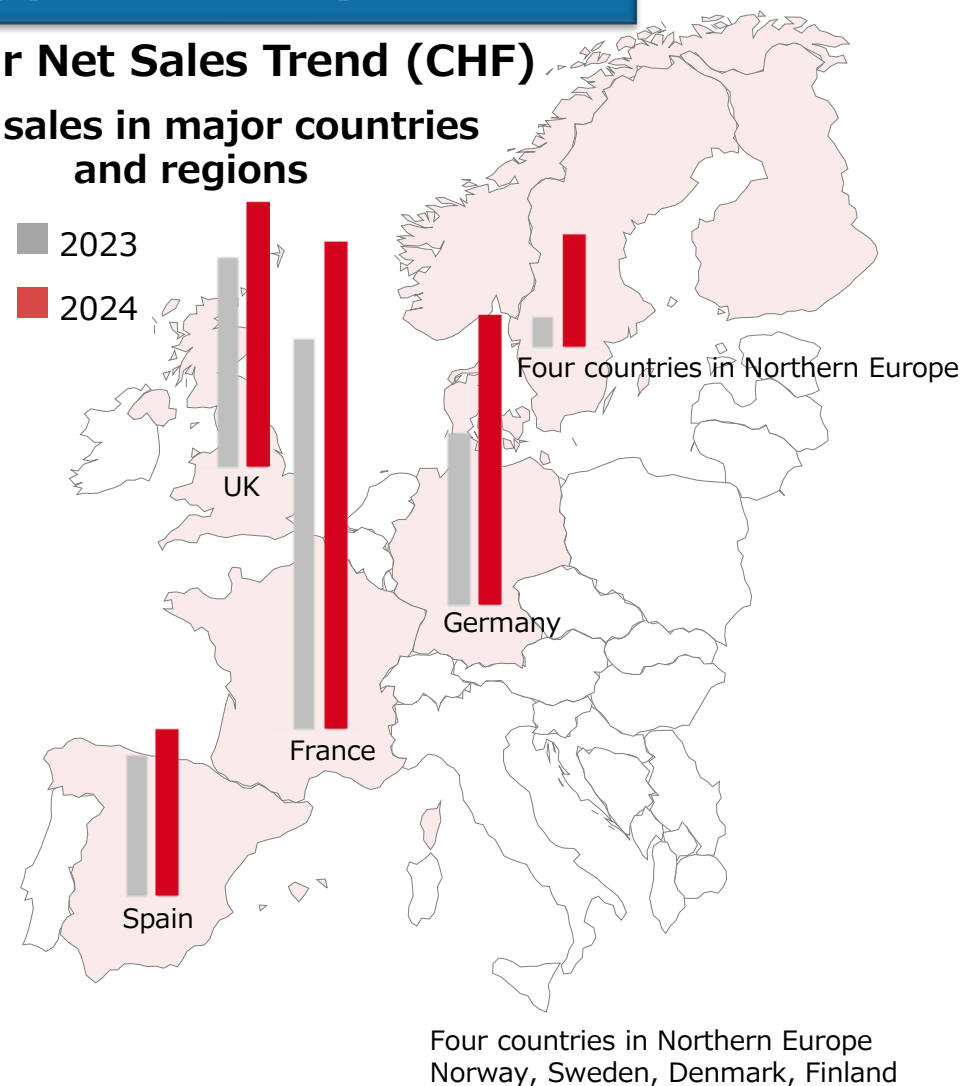 r Net Sales Trend (CHF)
sales in major countries
and regions
2023
2024
Four countries in Northern Europe
UK
Germany
France
Spain
Four countries in Northern Europe
Norway, Sweden, Denmark, Finland